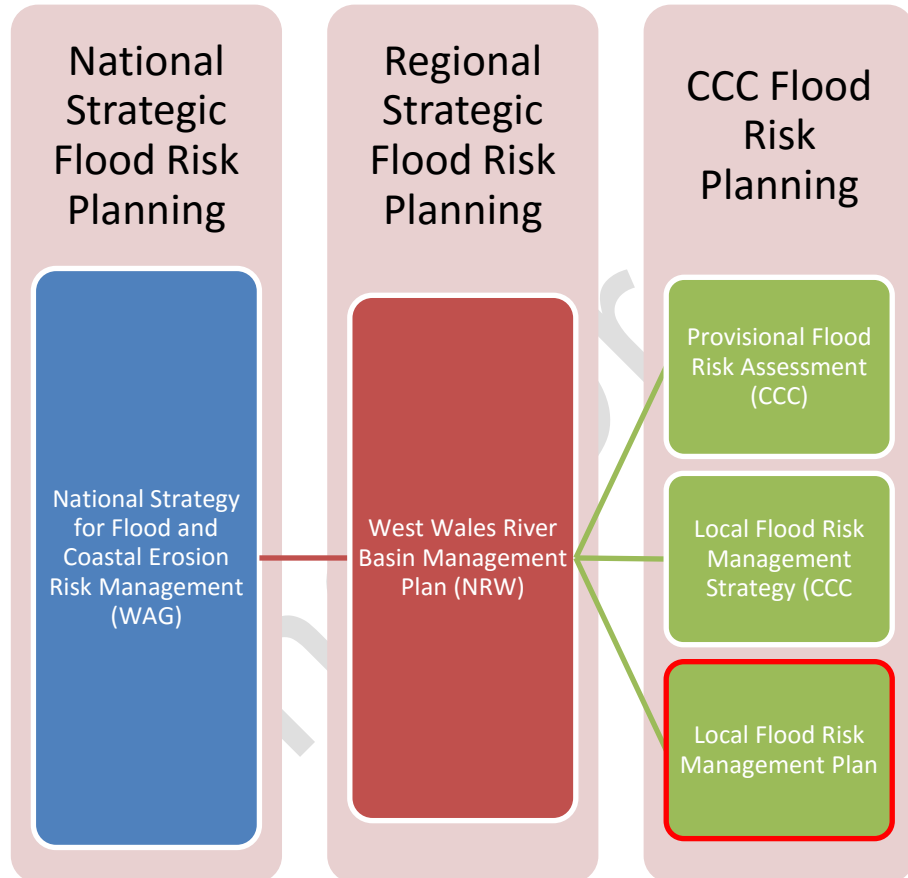 National
Strategic
Flood Risk
Planning
National Strategy
for Flood and
Coastal Erosion
Risk Management
(WAG)
Regional
Strategic
Flood Risk
Planning
West Wales River
Basin Management
Plan (NRW)
CCC Flood
Risk
Planning
Provisional Flood
Risk Assessment
(CCC)
Local Flood Risk
Management
Strategy (CCC
Local Flood Risk
Management Plan